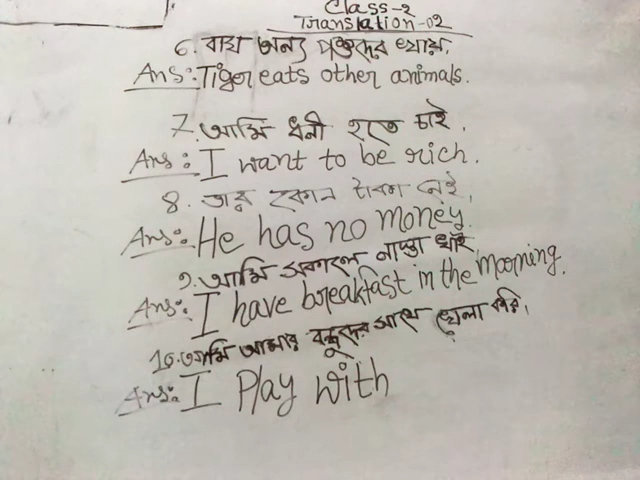 Class-2
Translation-02
6. বাঘ অন্য পশুদের খায়.
Ans: Tiger eats other animals.
7. আমি ধনী হতে চাই.
Ans: I want to be rich.
8. তার কোন টাকা নেই.
Ans: He has no money.
9. আমি সকালে নাস্তা খাই
Ans: I have breakfast in the morning.
10. আমি আমার বন্ধুদের সাথে খেলা করি।
Ans: I Play with